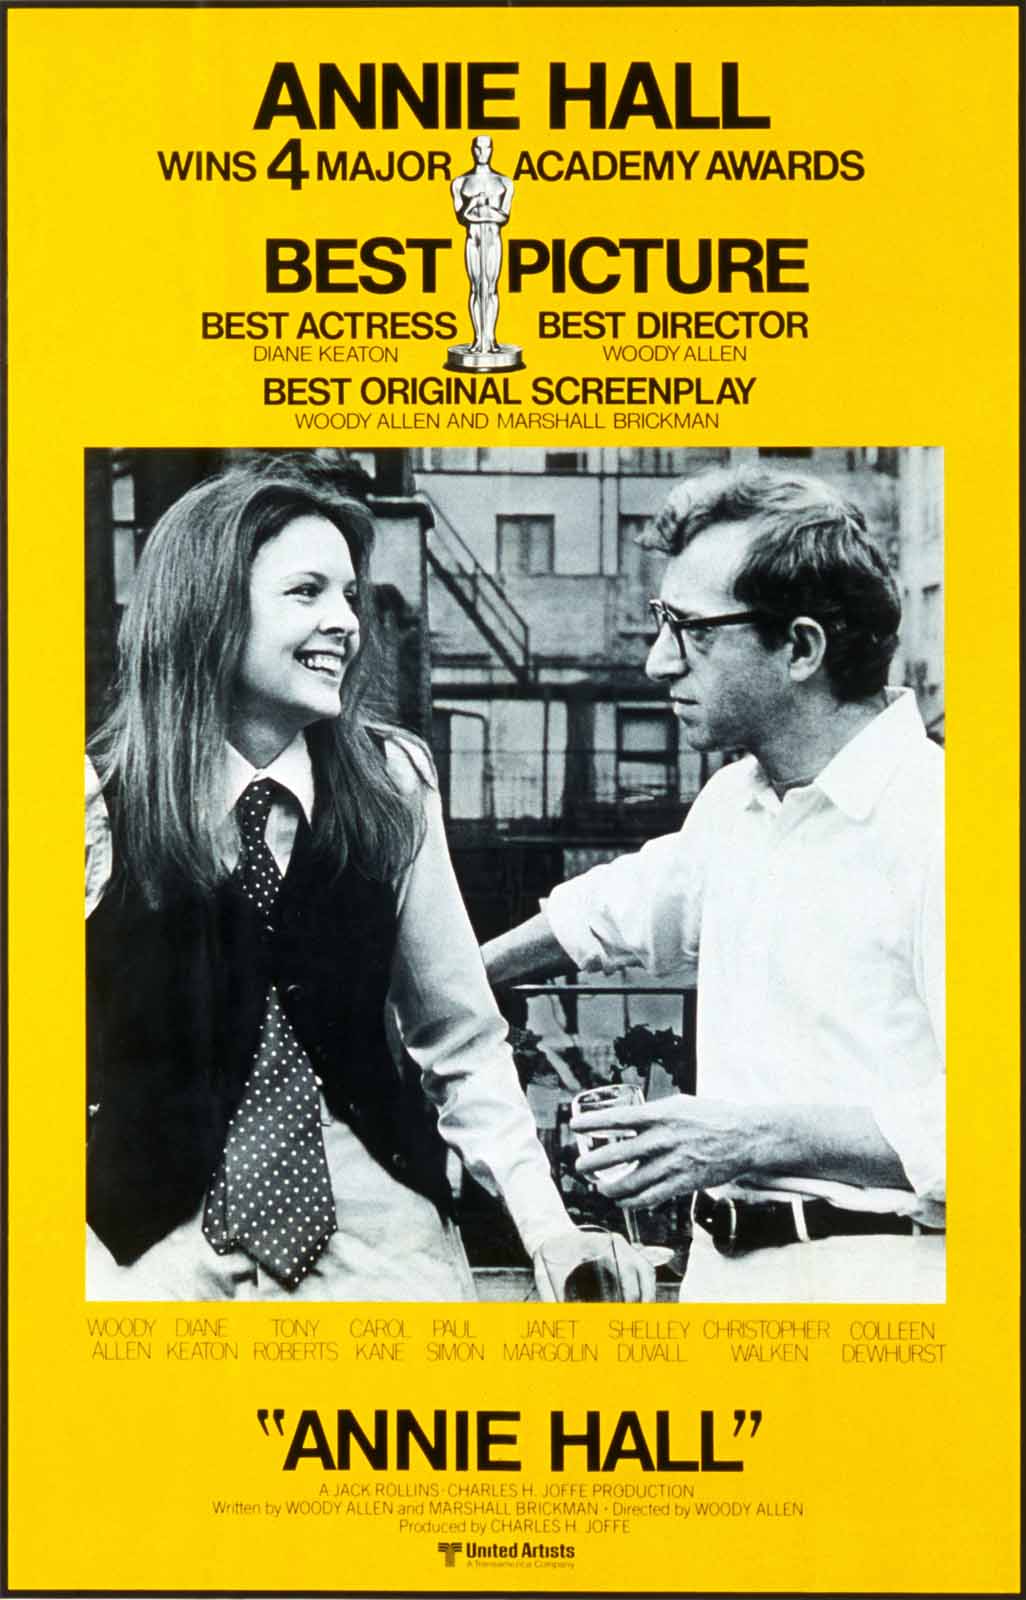 ANNIE HALL
WINS 4 MAJOR ACADEMY AWARDS
BEST PICTURE
BEST ACTRESS BEST DIRECTOR
DIANE KEATON WOODY ALLEN
BEST ORIGINAL SCREENPLAY
WOODY ALLEN AND MARSHALL BRICKMAN
WOODY DIANE TONY CAROL PAUL JANET SHELLEY CHRISTOPHER COLLEEN
ALLEN KEATON ROBERTS KANE SIMON MARGOLIN DUVALL WALKEN DEWHURST
"ANNIE HALL"
A JACK ROLLINS·CHARLES H. JOFFE PRODUCTION
Written by WOODY ALLEN and MARSHALL BRICKMAN · Directed by WOODY ALLEN
Produced by CHARLES H. JOFFE
United Artists
A Transamerica Company